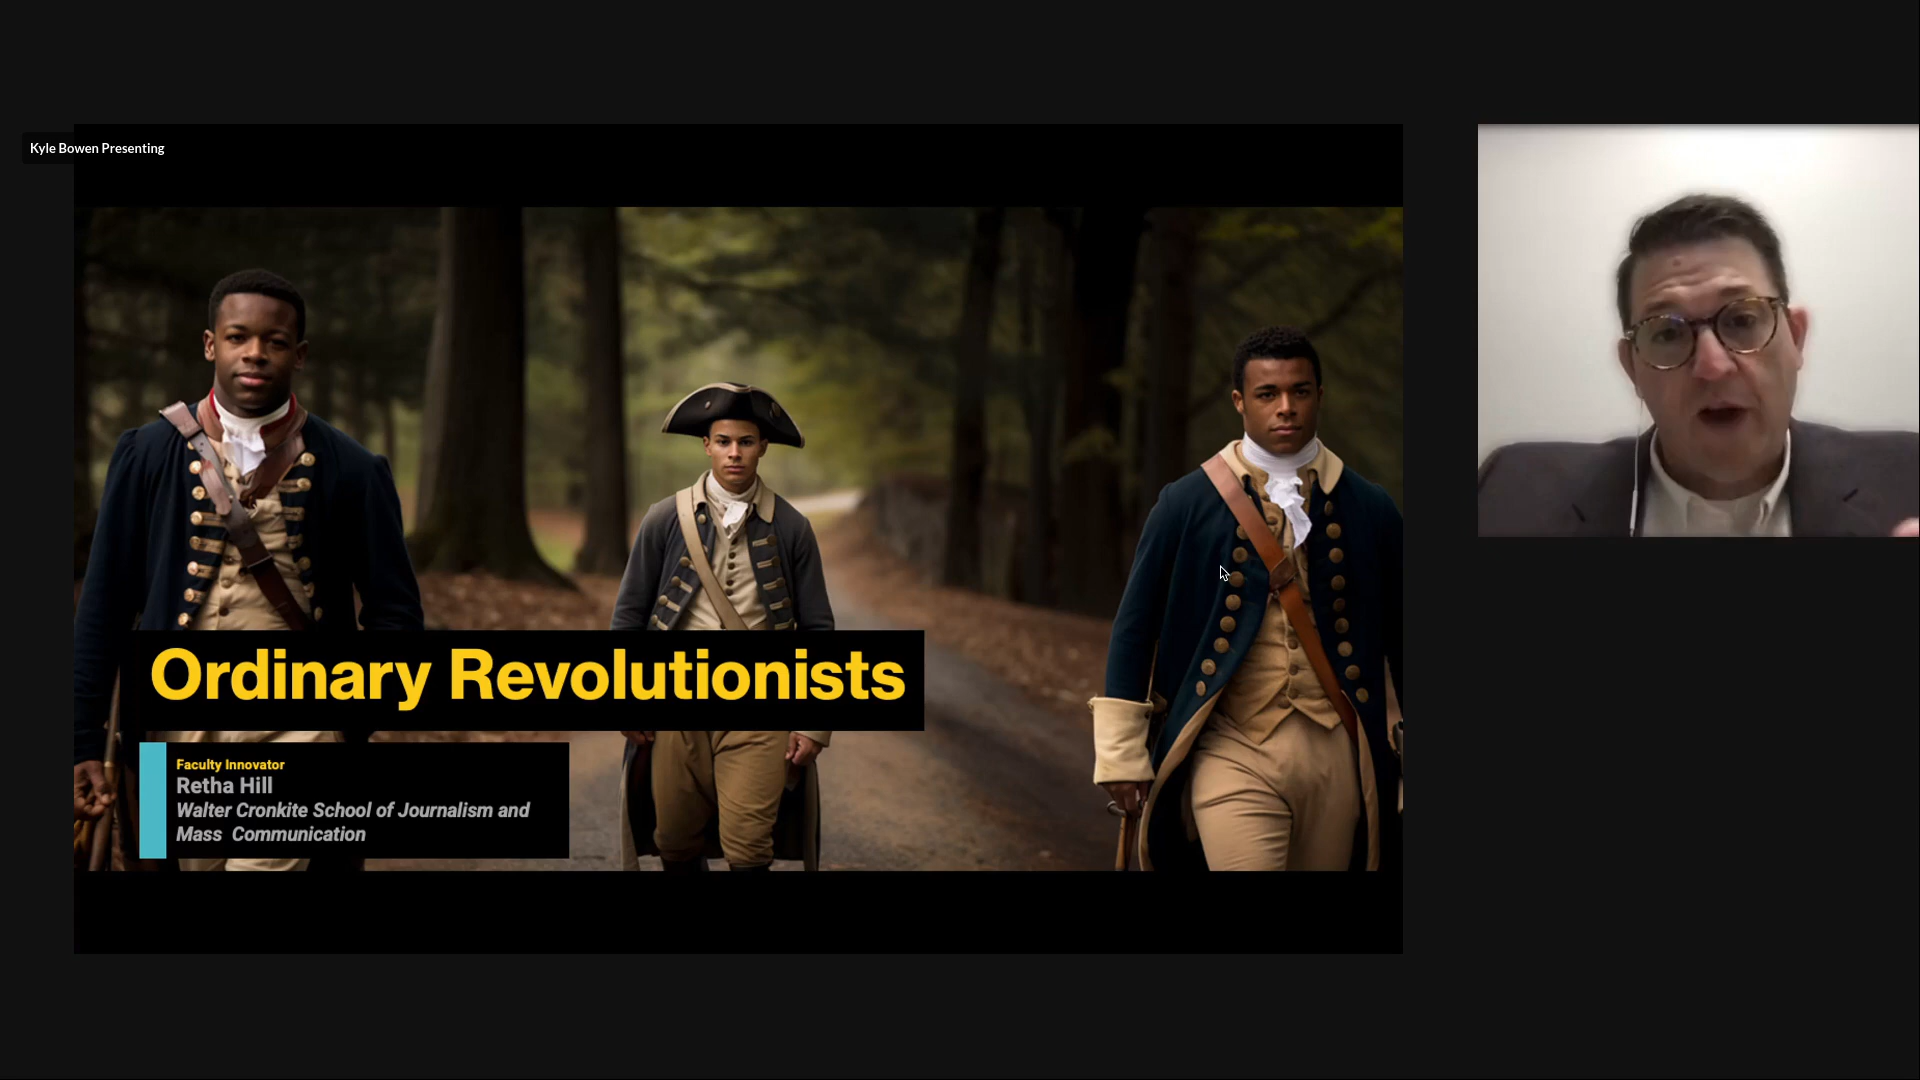 Kyle Bowen Presenting
Ordinary Revolutionists
Faculty Innovator
Retha Hill
Walter Cronkite School of Journalism and
Mass Communication